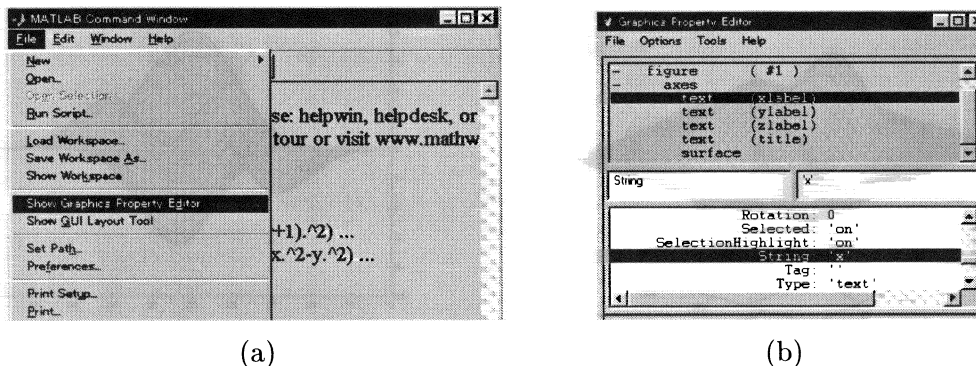 MATLAB Command Window
File Edit Window Help
New
Open...
Open Selection...
Run Script...
Load Workspace...
Save Workspace As...
Show Workspace
Show Graphics Property Editor
Show GUI Layout Tool
Set Path...
Preferences...
Print Setup...
Print...
se: helpwin, helpdesk, or
tour or visit www.mathw
+1).^2) ...
x.^2-y.^2) ...
(a)
Graphics Property Editor
File Options Tools Help
- figure ( #1 )
- axes
text (xlabel)
text (ylabel)
text (zlabel)
text (title)
surface
String 'x'
Rotation: 0
Selected: 'on'
SelectionHighlight: 'on'
String: 'x'
Tag: ''
Type: 'text'
(b)